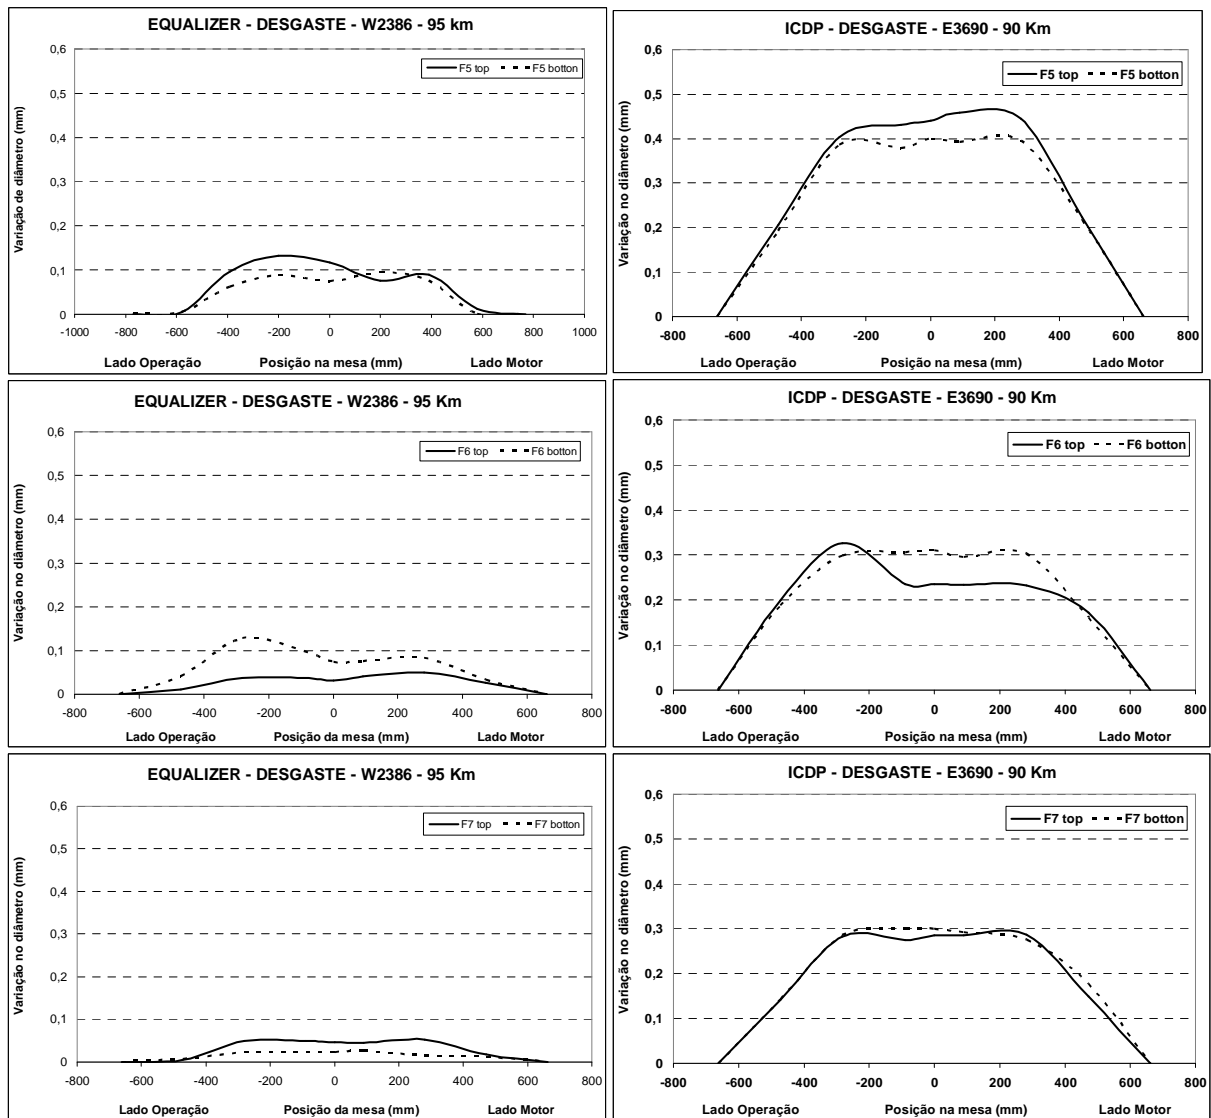 EQUALIZER - DESGASTE - W2386 - 95 km
F5 top F5 botton
Variação de diâmetro (mm)
0,6
0,5
0,4
0,3
0,2
0,1
0
-1000 -800 -600 -400 -200 0 200 400 600 800 1000
Lado Operação Posição na mesa (mm) Lado Motor
ICDP - DESGASTE - E3690 - 90 Km
F5 top F5 botton
Variação no diâmetro (mm)
0,6
0,5
0,4
0,3
0,2
0,1
0
-800 -600 -400 -200 0 200 400 600 800
Lado Operação Posição na mesa (mm) Lado Motor
EQUALIZER - DESGASTE - W2386 - 95 Km
F6 top F6 botton
Variação no diâmetro (mm)
0,6
0,5
0,4
0,3
0,2
0,1
0
-800 -600 -400 -200 0 200 400 600 800
Lado Operação Posição da mesa (mm) Lado Motor
ICDP - DESGASTE - E3690 - 90 Km
F6 top F6 botton
Variação no diâmetro (mm)
0,6
0,5
0,4
0,3
0,2
0,1
0
-800 -600 -400 -200 0 200 400 600 800
Lado Operação Posição na mesa (mm) Lado Motor
EQUALIZER - DESGASTE - W2386 - 95 Km
F7 top F7 botton
Variação no diâmetro (mm)
0,6
0,5
0,4
0,3
0,2
0,1
0
-800 -600 -400 -200 0 200 400 600 800
Lado Operação Posição da mesa (mm) Lado Motor
ICDP - DESGASTE - E3690 - 90 Km
F7 top F7 botton
Variação no diâmetro (mm)
0,6
0,5
0,4
0,3
0,2
0,1
0
-800 -600 -400 -200 0 200 400 600 800
Lado Operação Posição na mesa (mm) Lado Motor